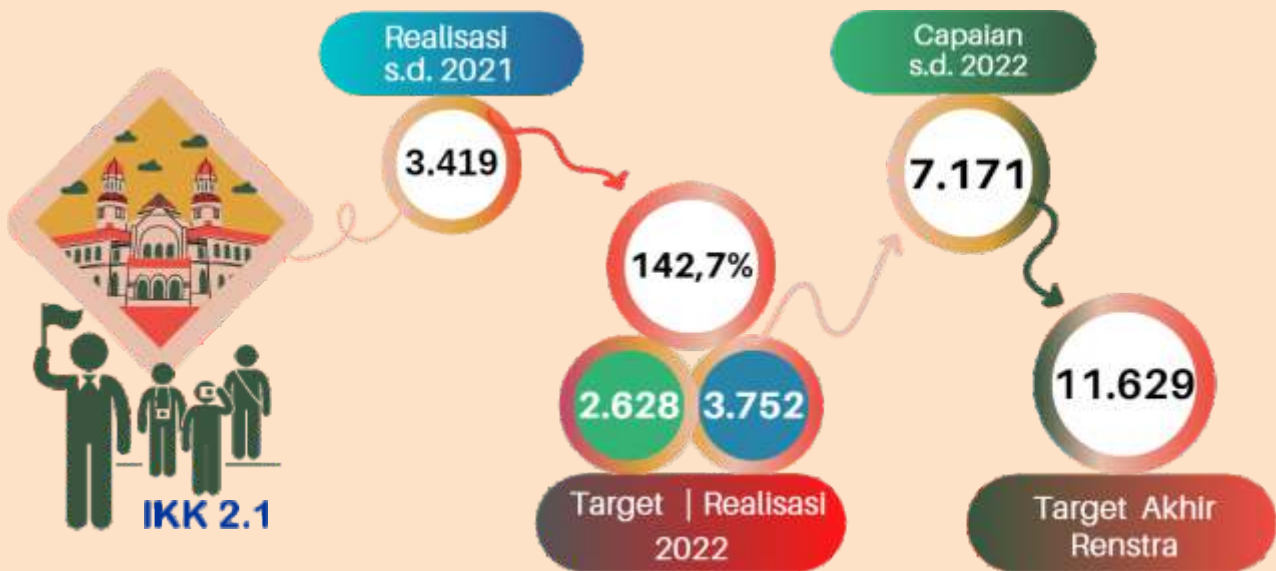 Realisasi
s.d. 2021
3.419
142,7%
2.628
3.752
Target | Realisasi
2022
Capaian
s.d. 2022
7.171
11.629
Target Akhir
Renstra
IKK 2.1